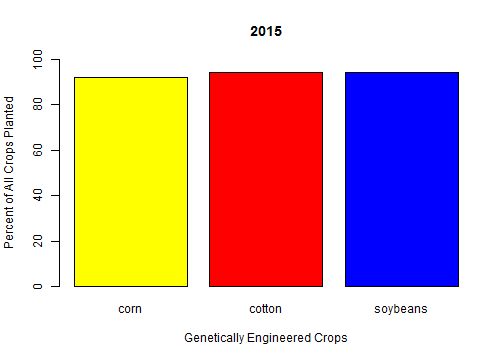 2015
Percent of All Crops Planted
100
80
60
40
20
0
corn cotton soybeans
Genetically Engineered Crops